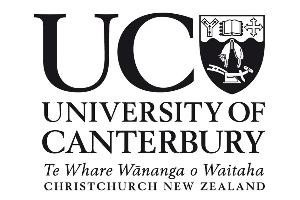 UC
UNIVERSITY OF
CANTERBURY
Te Whare Wānanga o Waitaha
CHRISTCHURCH NEW ZEALAND